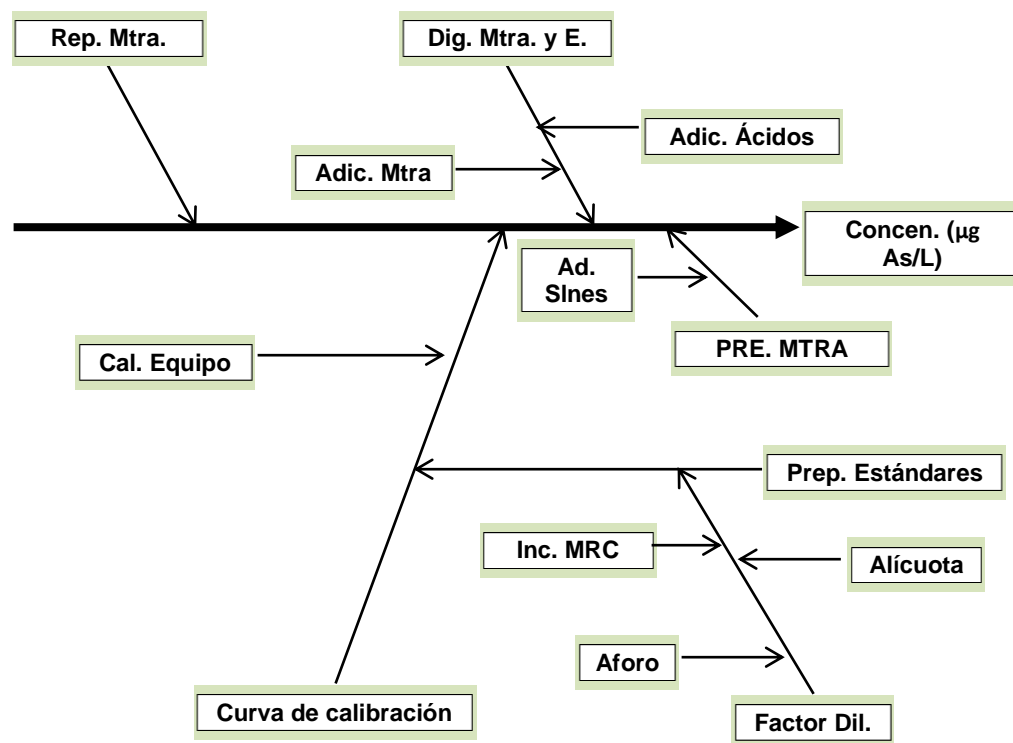 Rep. Mtra.
Dig. Mtra. y E.
Adic. Ácidos
Adic. Mtra
Concen. (µg
As/L)
Ad.
Slnes
Cal. Equipo
PRE. MTRA
Prep. Estándares
Inc. MRC
Alícuota
Aforo
Curva de calibración
Factor Dil.